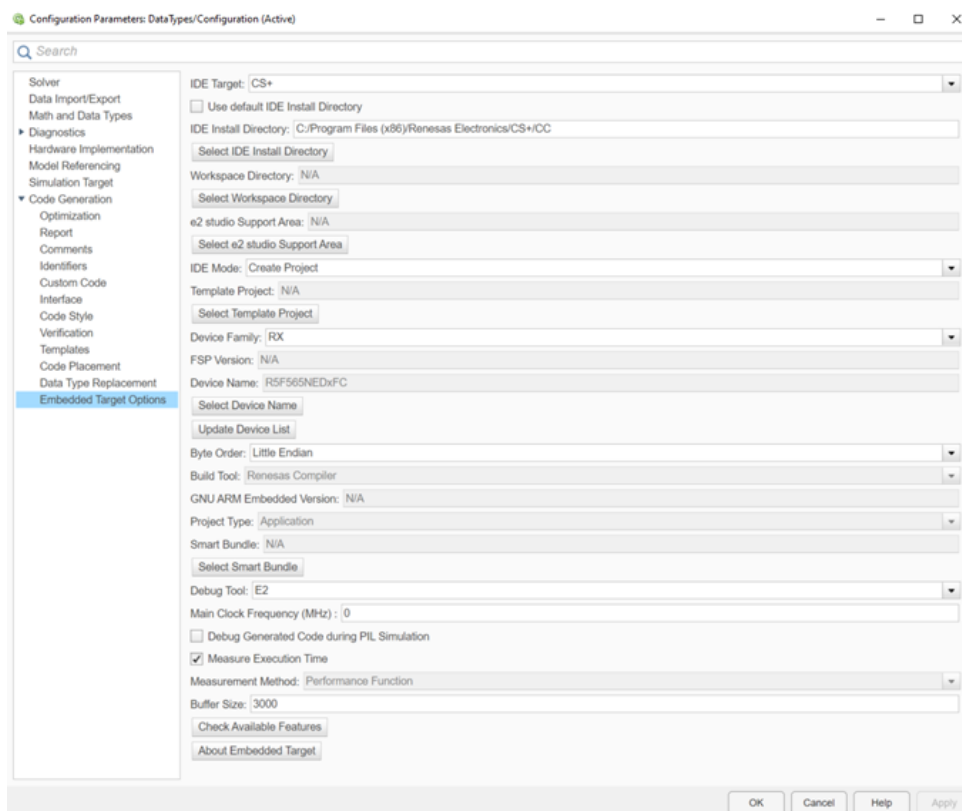 Configuration Parameters: DataTypes/Configuration (Active)
Search
Solver
Data Import/Export
Math and Data Types
Diagnostics
Hardware Implementation
Model Referencing
Simulation Target
Code Generation
Optimization
Report
Comments
Identifiers
Custom Code
Interface
Code Style
Verification
Templates
Code Placement
Data Type Replacement
Embedded Target Options
IDE Target: CS+
Use default IDE Install Directory
IDE Install Directory: C:/Program Files (x86)/Renesas Electronics/CS+/CC
Select IDE Install Directory
Workspace Directory: N/A
Select Workspace Directory
e2 studio Support Area: N/A
Select e2 studio Support Area
IDE Mode: Create Project
Template Project: N/A
Select Template Project
Device Family: RX
FSP Version: N/A
Device Name: R5F565NEDxFC
Select Device Name
Update Device List
Byte Order: Little Endian
Build Tool: Renesas Compiler
GNU ARM Embedded Version: N/A
Project Type: Application
Smart Bundle: N/A
Select Smart Bundle
Debug Tool: E2
Main Clock Frequency (MHz) : 0
Debug Generated Code during PIL Simulation
Measure Execution Time
Measurement Method: Performance Function
Buffer Size: 3000
Check Available Features
About Embedded Target
OK Cancel Help Apply